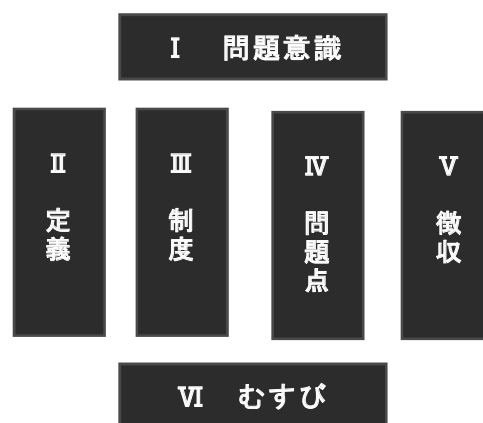 Ⅰ　問題意識
Ⅱ　定義
Ⅲ　制度
Ⅳ　問題点
Ⅴ　徴収
Ⅵ　むすび